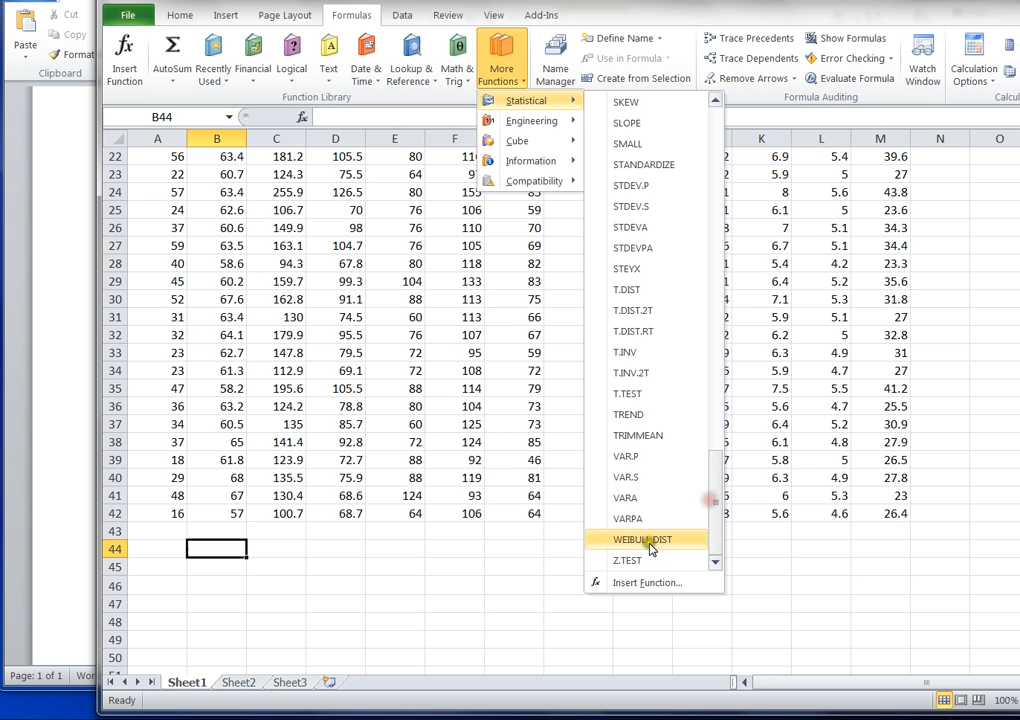 File Home Insert Page Layout Formulas Data Review View Add-Ins
Paste Cut Copy Format
Clipboard
Insert Function AutoSum Recently Used Financial Logical Text Date & Time Lookup & Reference Math & Trig More Functions
Function Library
Name Manager Define Name Use in Formula Create from Selection
Trace Precedents Trace Dependents Remove Arrows Show Formulas Error Checking Evaluate Formula
Formula Auditing
Watch Window Calculation Options
B44 fx
Statistical
Engineering
Cube
Information
Compatibility
SKEW
SLOPE
SMALL
STANDARDIZE
STDEV.P
STDEV.S
STDEVA
STDEVPA
STEYX
T.DIST
T.DIST.2T
T.DIST.RT
T.INV
T.INV.2T
T.TEST
TREND
TRIMMEAN
VAR.P
VAR.S
VARA
VARPA
WEIBULL.DIST
Z.TEST
fx Insert Function...
A B C D E F K L M N O
22 56 63.4 181.2 105.5 80 6.9 5.4 39.6
23 22 60.7 124.3 75.5 64 5.9 5 27
24 57 63.4 255.9 126.5 80 155 85 8 5.6 43.8
25 24 62.6 106.7 70 76 106 59 6.1 5 23.6
26 37 60.6 149.9 98 76 110 70 8 7 5.1 34.3
27 59 63.5 163.1 104.7 76 105 69 6 6.7 5.1 34.4
28 40 58.6 94.3 67.8 80 118 82 5.4 4.2 23.3
29 45 60.2 159.7 99.3 104 133 83 6.4 5.2 35.6
30 52 67.6 162.8 91.1 88 113 75 7.1 5.3 31.8
31 31 63.4 130 74.5 60 113 66 2 5.9 5.1 27
32 32 64.1 179.9 95.5 76 107 67 6.2 5 32.8
33 23 62.7 147.8 79.5 72 95 59 6.3 4.9 31
34 23 61.3 112.9 69.1 72 108 72 5.9 4.7 27
35 47 58.2 195.6 105.5 88 114 79 7.5 5.5 41.2
36 36 63.2 124.2 78.8 80 104 73 5.6 4.7 25.5
37 34 60.5 135 85.7 60 125 73 6.4 5.2 30.9
38 37 65 141.4 92.8 72 124 85 6.1 4.8 27.9
39 18 61.8 123.9 72.7 88 92 46 5.8 5 26.5
40 29 68 135.5 75.9 88 119 81 6.3 4.9 27.8
41 48 67 130.4 68.6 124 93 64 6 5.3 23
42 16 57 100.7 68.7 64 106 64 5.6 4.6 26.4
43
44
45
46
47
48
49
50
Sheet1 Sheet2 Sheet3
Page: 1 of 1
Ready 100%